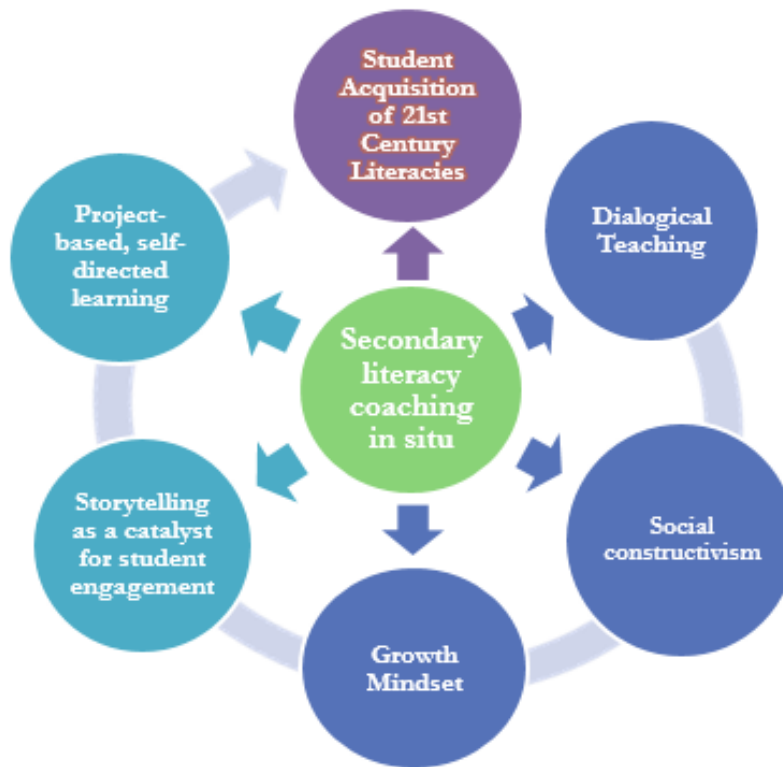 Student
Acquisition
of 21st
Century
Literacies
Dialogical
Teaching
Social
constructivism
Growth
Mindset
Storytelling
as a catalyst
for student
engagement
Project-
based, self-
directed
learning
Secondary
literacy
coaching
in situ